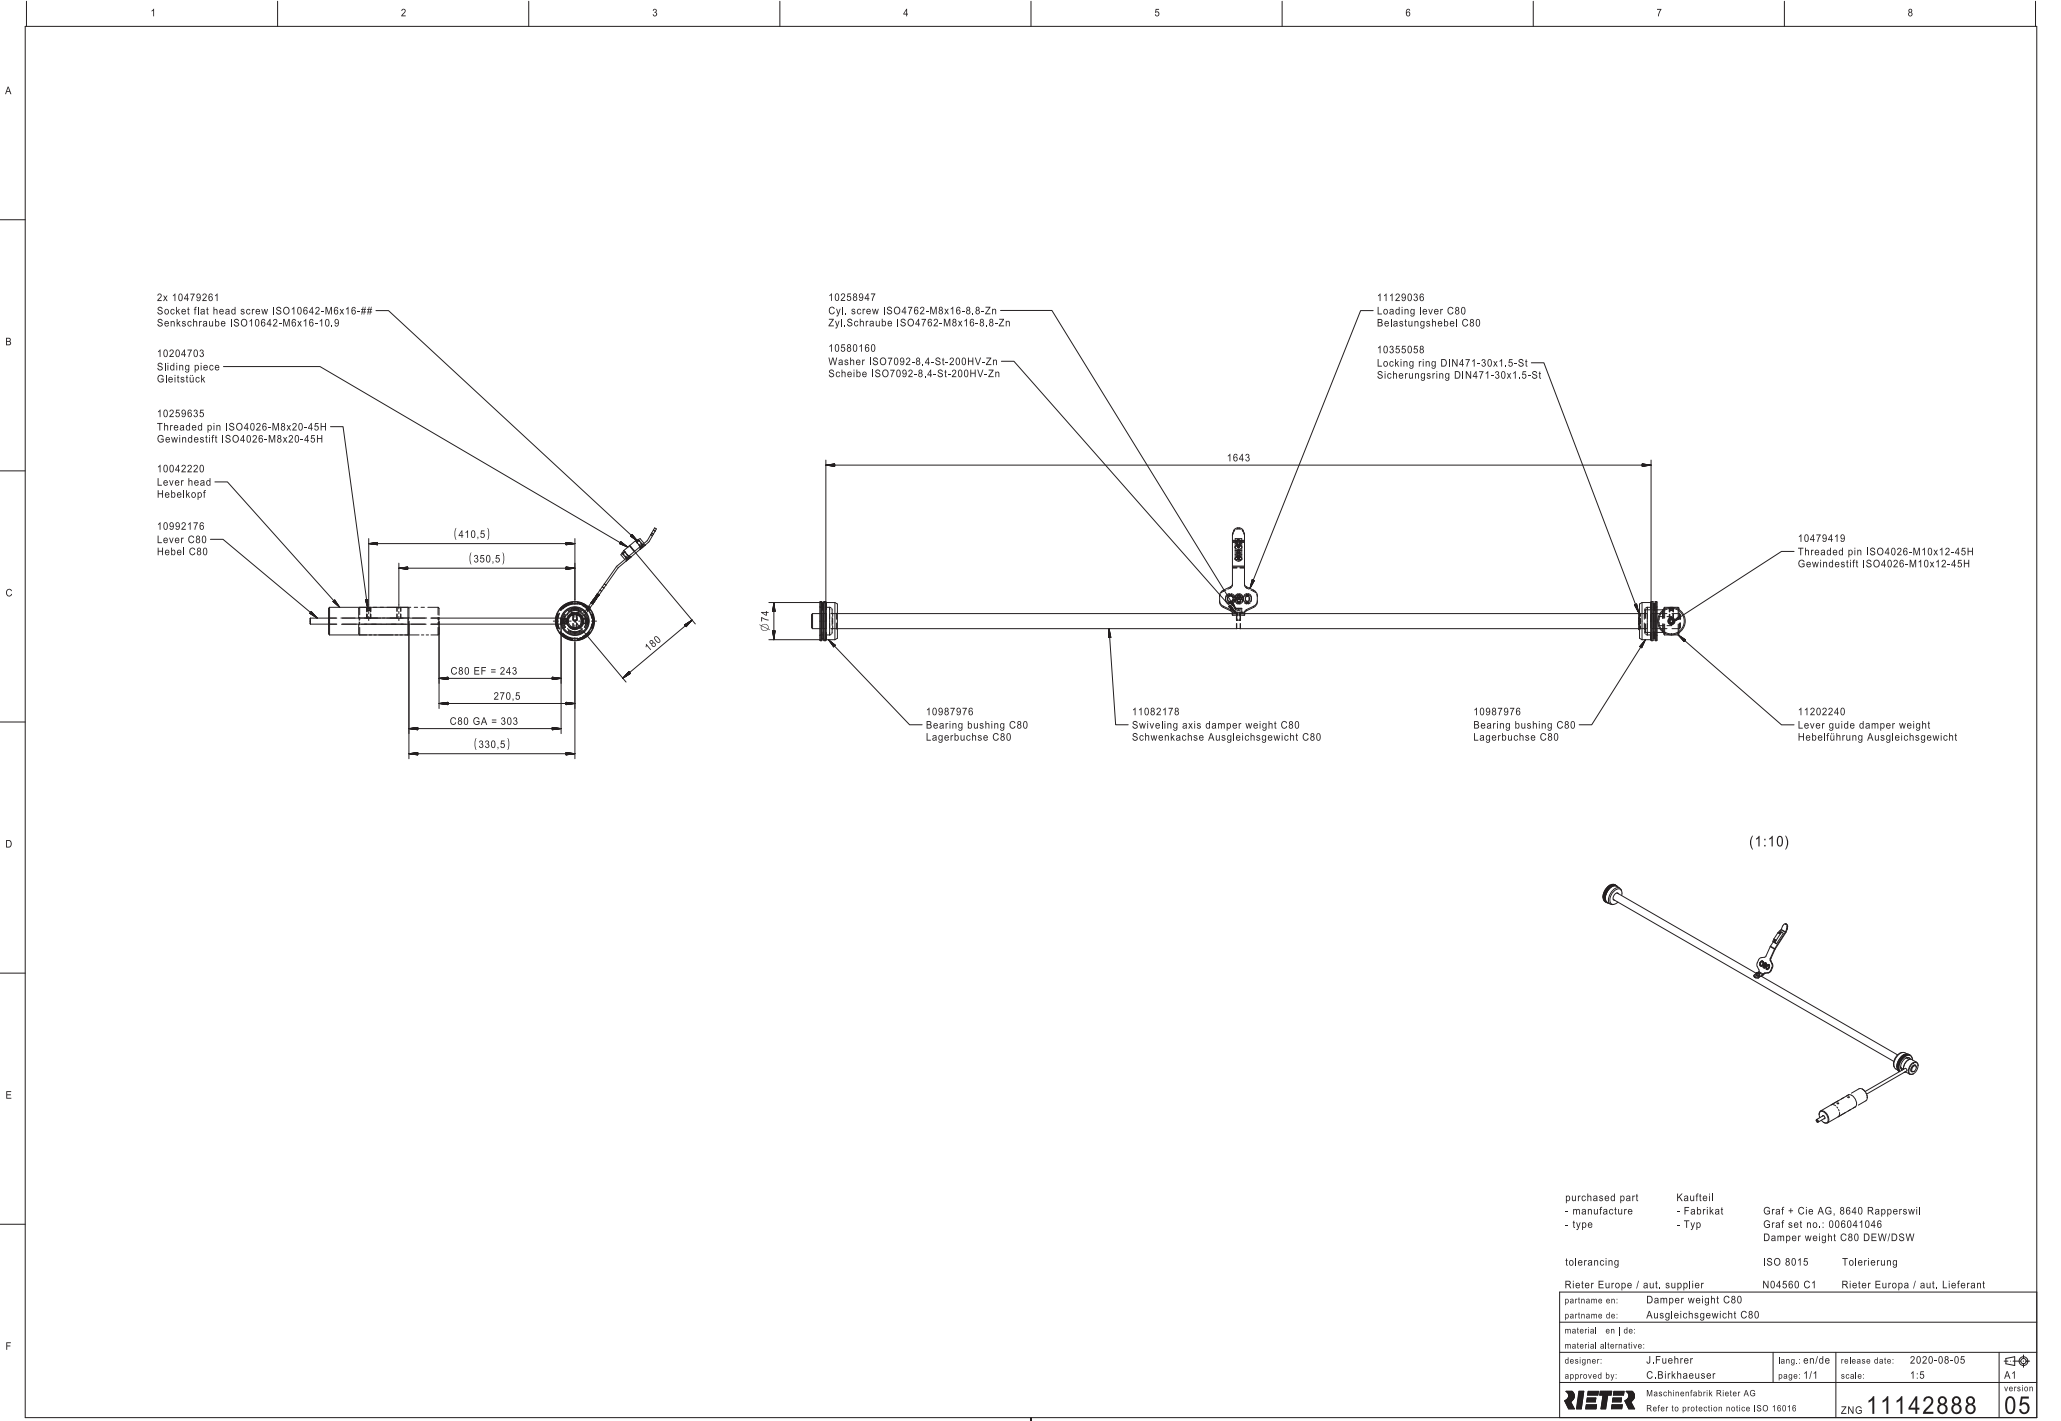 1 2 3 4 5 6 7 8
A
B
C
D
E
F
2x 10479261
Socket flat head screw ISO10642-M6x16-##
Senkschraube ISO10642-M6x16-10.9
10204703
Sliding piece
Gleitstück
10259635
Threaded pin ISO4026-M8x20-45H
Gewindestift ISO4026-M8x20-45H
10042220
Lever head
Hebelkopf
10992176
Lever C80
Hebel C80
(410,5)
(350,5)
180
C80 EF = 243
270,5
C80 GA = 303
(330,5)
10258947
Cyl. screw ISO4762-M8x16-8.8-Zn
Zyl.Schraube ISO4762-M8x16-8.8-Zn
10580160
Washer ISO7092-8,4-St-200HV-Zn
Scheibe ISO7092-8,4-St-200HV-Zn
11129036
Loading lever C80
Belastungshebel C80
10355058
Locking ring DIN471-30x1.5-St
Sicherungsring DIN471-30x1.5-St
1643
Ø74
10479419
Threaded pin ISO4026-M10x12-45H
Gewindestift ISO4026-M10x12-45H
10987976
Bearing bushing C80
Lagerbuchse C80
11082178
Swiveling axis damper weight C80
Schwenkachse Ausgleichsgewicht C80
10987976
Bearing bushing C80
Lagerbuchse C80
11202240
Lever guide damper weight
Hebelführung Ausgleichsgewicht
(1:10)
purchased part Kaufteil
- manufacture - Fabrikat Graf + Cie AG, 8640 Rapperswil
- type - Typ Graf set no.: 006041046
Damper weight C80 DEW/DSW
tolerancing ISO 8015 Tolerierung
Rieter Europe / aut. supplier N04560 C1 Rieter Europa / aut. Lieferant
partname en: Damper weight C80
partname de: Ausgleichsgewicht C80
material en | de:
material alternative:
designer: J.Fuehrer lang.: en/de release date: 2020-08-05
approved by: C.Birkhaeuser page: 1/1 scale: 1:5 A1
RIETER Maschinenfabrik Rieter AG
Refer to protection notice ISO 16016
ZNG 11142888
version
05